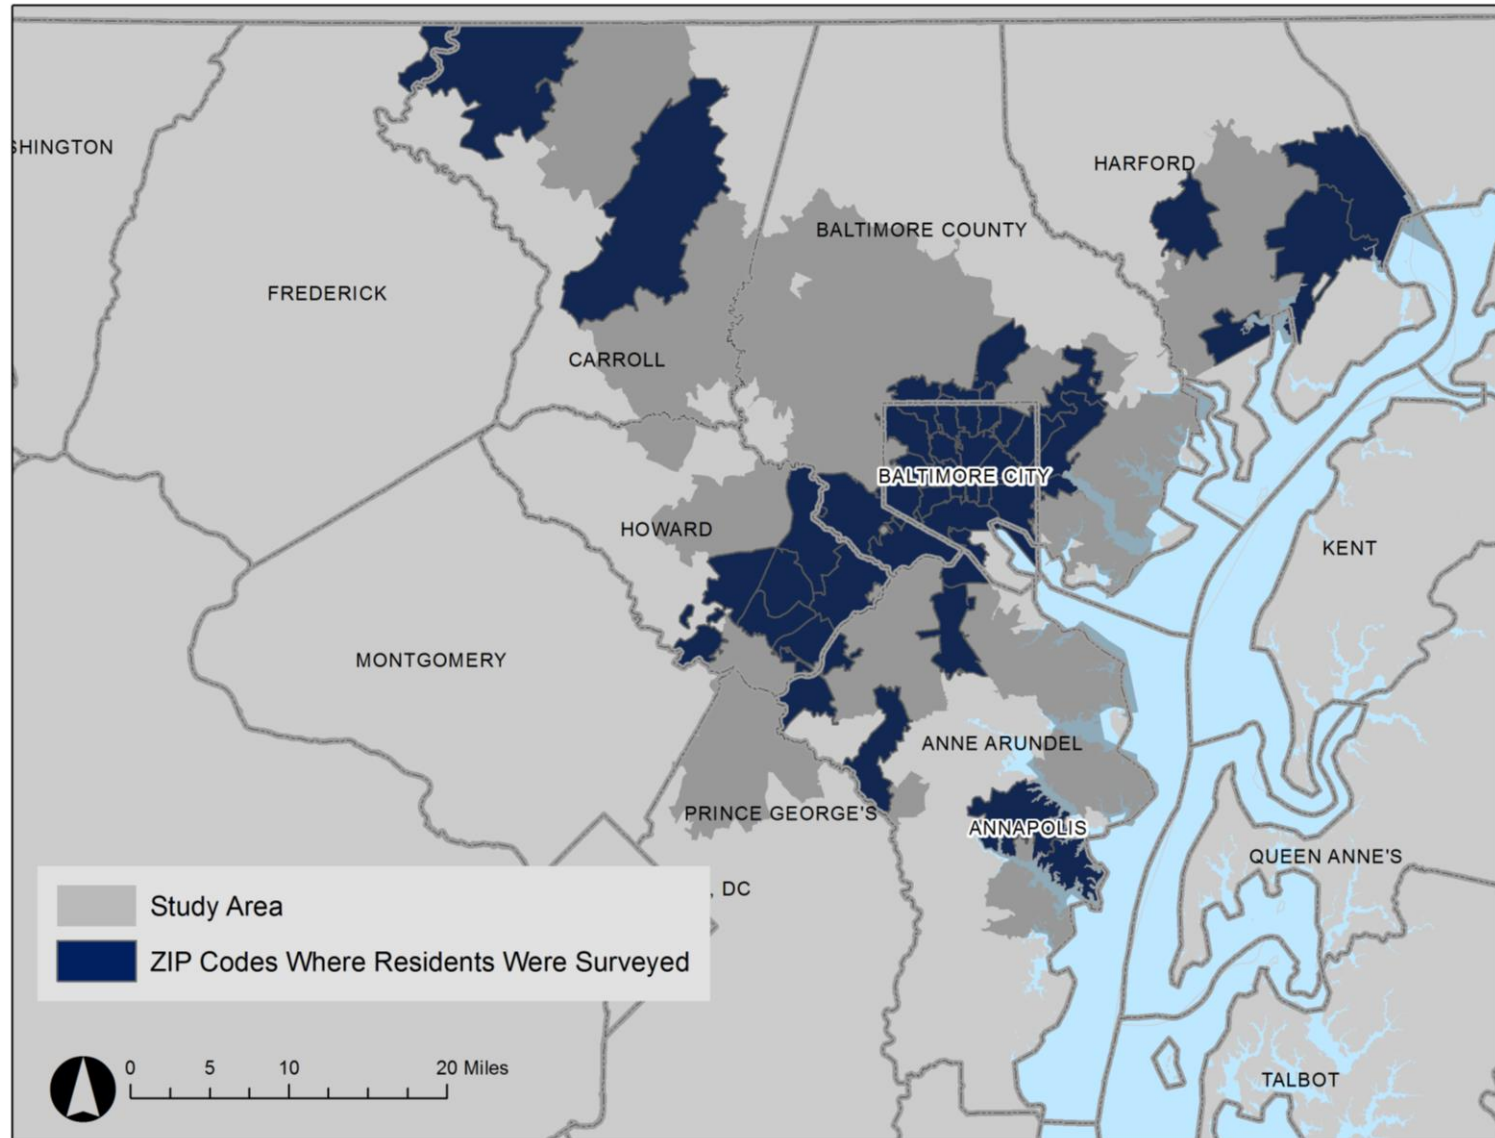 SHINGTON
HARFORD
BALTIMORE COUNTY
FREDERICK
CARROLL
BALTIMORE CITY
HOWARD
KENT
MONTGOMERY
ANNE ARUNDEL
PRINCE GEORGE'S
ANNAPOLIS
QUEEN ANNE'S
, DC
Study Area
ZIP Codes Where Residents Were Surveyed
0 5 10 20 Miles
TALBOT